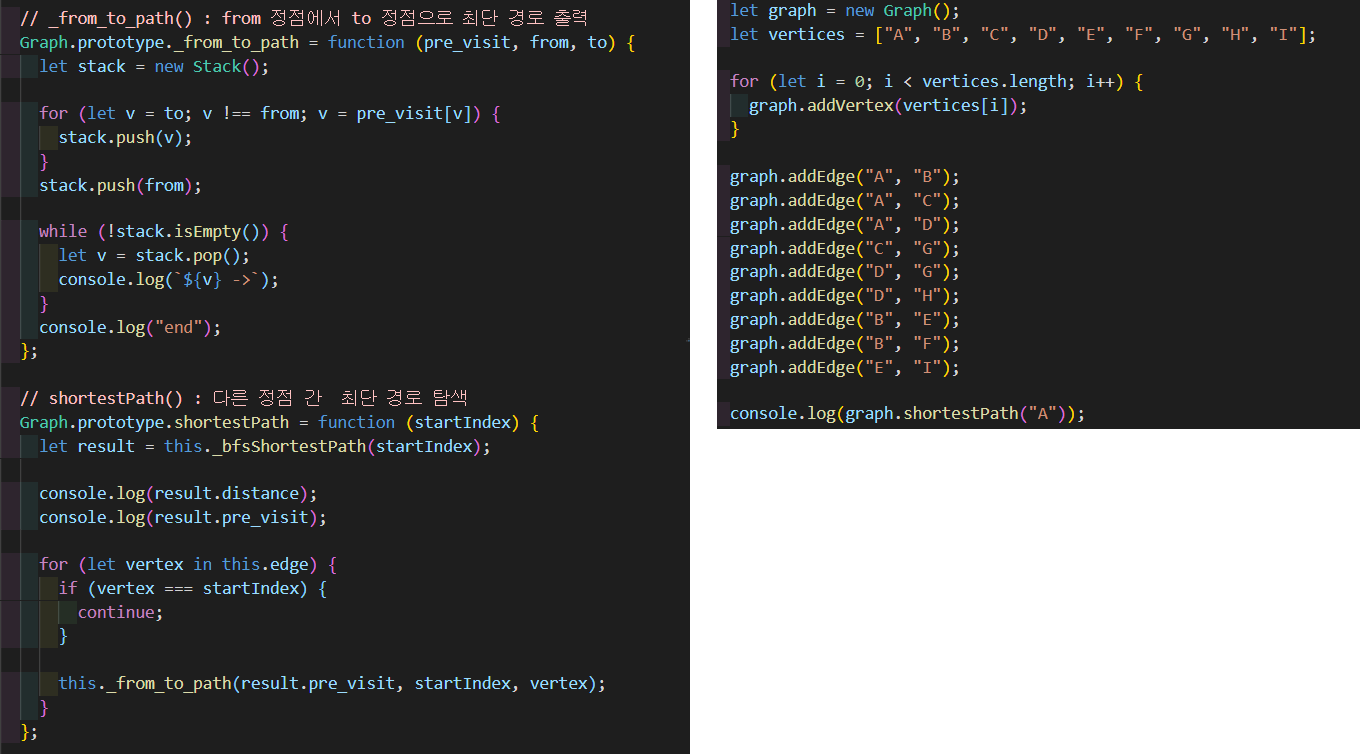 // _from_to_path() : from 정점에서 to 정점으로 최단 경로 출력
Graph.prototype._from_to_path = function (pre_visit, from, to) {
let stack = new Stack();
for (let v = to; v !== from; v = pre_visit[v]) {
stack.push(v);
}
stack.push(from);
while (!stack.isEmpty()) {
let v = stack.pop();
console.log(`${v} ->`);
}
console.log("end");
};
// shortestPath() : 다른 정점 간  최단 경로 탐색
Graph.prototype.shortestPath = function (startIndex) {
let result = this._bfsShortestPath(startIndex);
console.log(result.distance);
console.log(result.pre_visit);
for (let vertex in this.edge) {
if (vertex === startIndex) {
continue;
}
this._from_to_path(result.pre_visit, startIndex, vertex);
}
};
let graph = new Graph();
let vertices = ["A", "B", "C", "D", "E", "F", "G", "H", "I"];
for (let i = 0; i < vertices.length; i++) {
graph.addVertex(vertices[i]);
}
graph.addEdge("A", "B");
graph.addEdge("A", "C");
graph.addEdge("A", "D");
graph.addEdge("C", "G");
graph.addEdge("D", "G");
graph.addEdge("D", "H");
graph.addEdge("B", "E");
graph.addEdge("B", "F");
graph.addEdge("E", "I");
console.log(graph.shortestPath("A"));